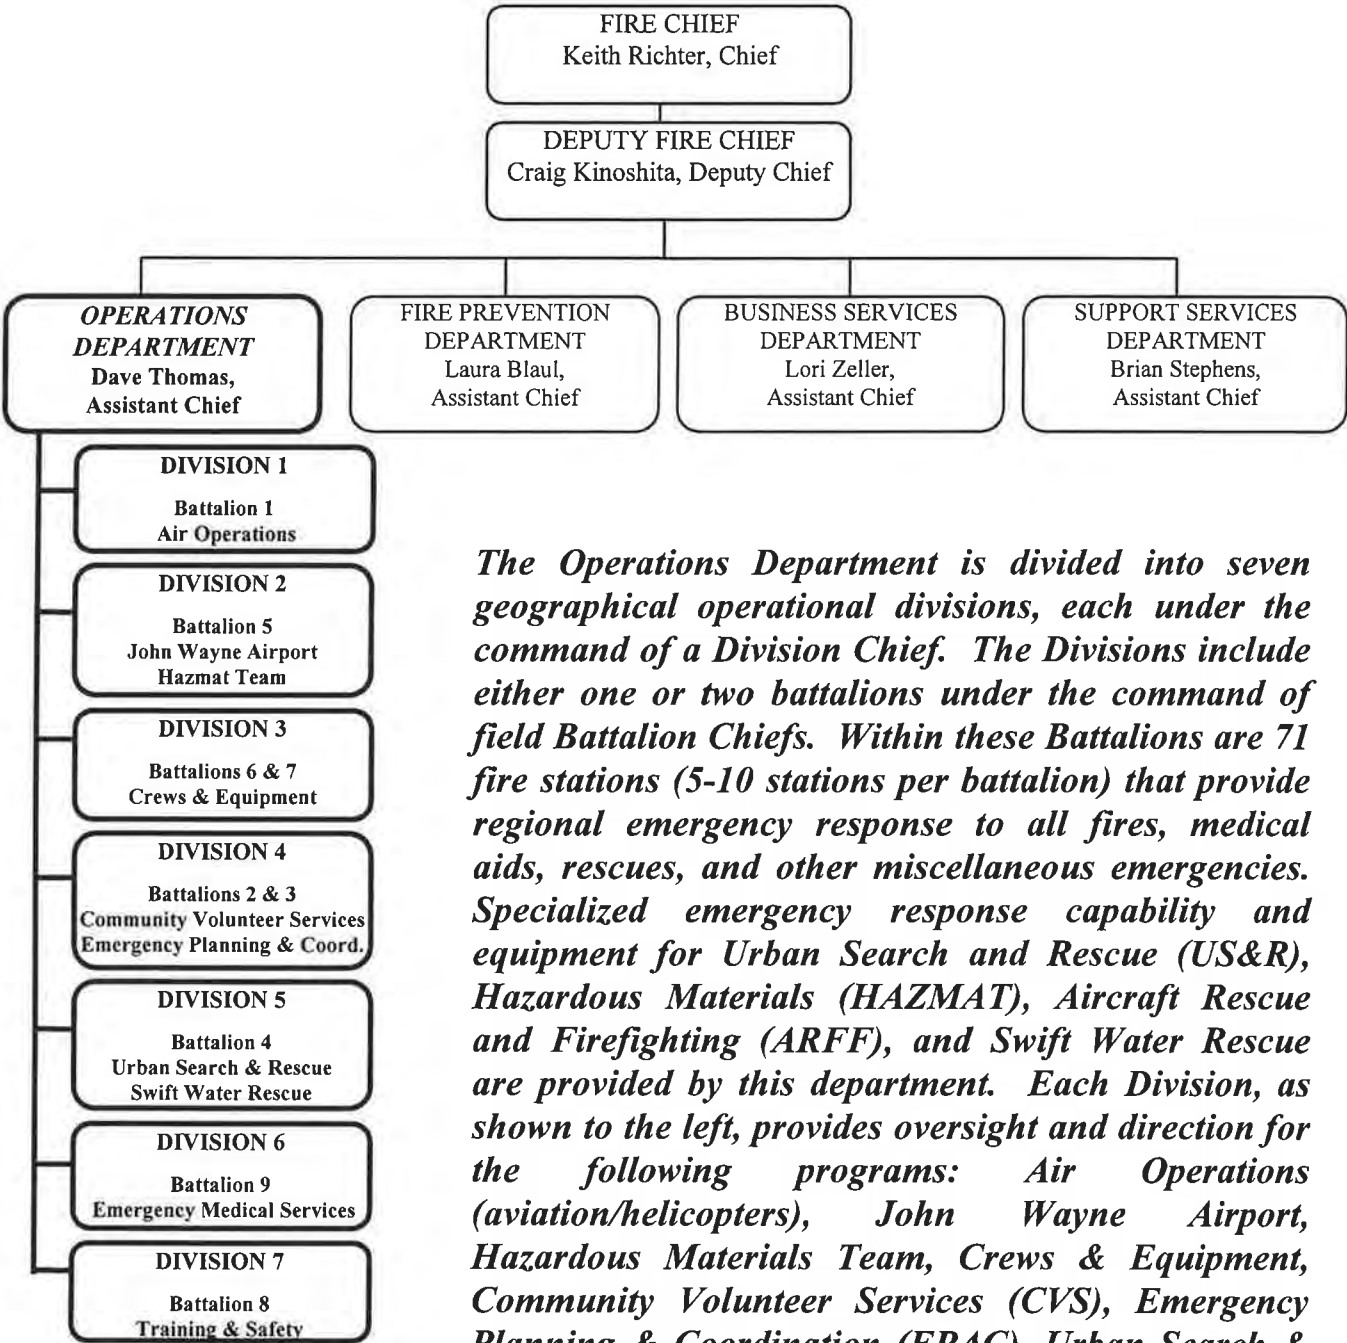 FIRE CHIEF
Keith Richter, Chief
DEPUTY FIRE CHIEF
Craig Kinoshita, Deputy Chief
OPERATIONS
DEPARTMENT
Dave Thomas,
Assistant Chief
FIRE PREVENTION
DEPARTMENT
Laura Blaul,
Assistant Chief
BUSINESS SERVICES
DEPARTMENT
Lori Zeller,
Assistant Chief
SUPPORT SERVICES
DEPARTMENT
Brian Stephens,
Assistant Chief
DIVISION 1
Battalion 1
Air Operations
DIVISION 2
Battalion 5
John Wayne Airport
Hazmat Team
DIVISION 3
Battalions 6 & 7
Crews & Equipment
DIVISION 4
Battalions 2 & 3
Community Volunteer Services
Emergency Planning & Coord.
DIVISION 5
Battalion 4
Urban Search & Rescue
Swift Water Rescue
DIVISION 6
Battalion 9
Emergency Medical Services
DIVISION 7
Battalion 8
Training & Safety
The Operations Department is divided into seven
geographical operational divisions, each under the
command of a Division Chief. The Divisions include
either one or two battalions under the command of
field Battalion Chiefs. Within these Battalions are 71
fire stations (5-10 stations per battalion) that provide
regional emergency response to all fires, medical
aids, rescues, and other miscellaneous emergencies.
Specialized emergency response capability and
equipment for Urban Search and Rescue (US&R),
Hazardous Materials (HAZMAT), Aircraft Rescue
and Firefighting (ARFF), and Swift Water Rescue
are provided by this department. Each Division, as
shown to the left, provides oversight and direction for
the following programs: Air Operations
(aviation/helicopters), John Wayne Airport,
Hazardous Materials Team, Crews & Equipment,
Community Volunteer Services (CVS), Emergency
Planning & Coordination (EPAC), Urban Search &